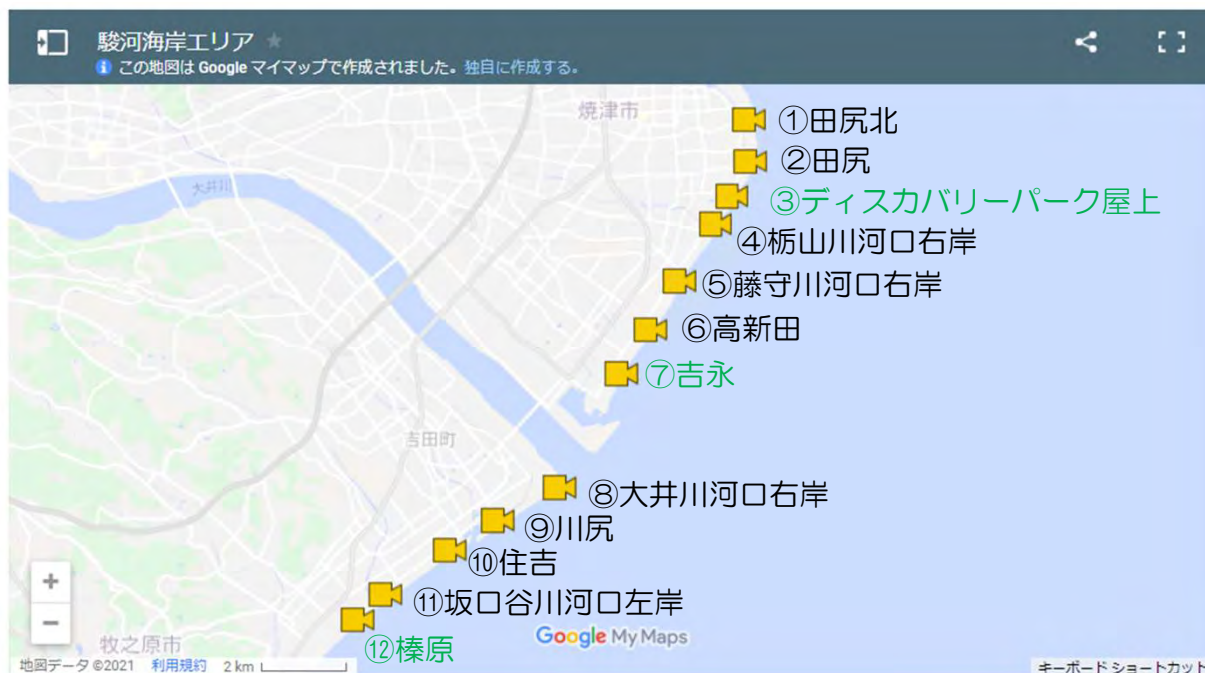 駿河海岸エリア
この地図は Google マイマップで作成されました。独自に作成する。
焼津市
①田尻北
②田尻
大井川
③ディスカバリーパーク屋上
④栃山川河口右岸
⑤藤守川河口右岸
⑥高新田
⑦吉永
吉田町
⑧大井川河口右岸
⑨川尻
⑩住吉
⑪坂口谷川河口左岸
⑫榛原
牧之原市
Google My Maps
地図データ ©2021 利用規約 2 km
キーボード ショートカット